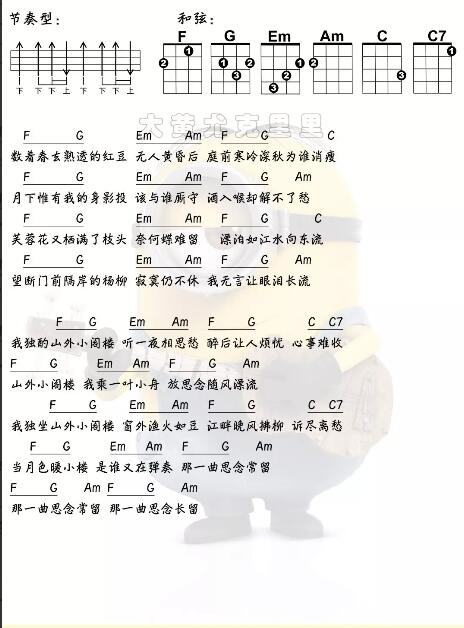 节奏型： 和弦：
F G Em Am C C7
2 1 1 2 3 1 2 3 2 3 1
下 下 下 上 下 下 下 上
大黄尤克里里
F G Em Am F G C
数着春玄熟透的红豆 无人黄昏后 庭前寒冷深秋为谁消瘦
F G Em Am F G Am
月下惟有我的身影投 该与谁厮守 酒入喉却解不了愁
F G Em Am F G C
芙蓉花又栖满了枝头 奈何蝶难留 漂泊如江水向东流
F G Em Am F G Am
望断门前隔岸的杨柳 寂寞仍不休 我无言让眼泪长流
F G Em Am F G C C7
我独酌山外小阁楼 听一夜相思愁 醉后让人烦忧 心事难收
F G Em Am F G Am
山外小阁楼 我乘一叶小舟 放思念随风漂流
F G Em Am F G C C7
我独坐山外小阁楼 窗外渔火如豆 江畔晚风拂柳 诉尽离愁
F G Em Am F G Am
当月色暖小楼 是谁又在弹奏 那一曲思念常留
F G Am F G Am
那一曲思念常留 那一曲思念长留